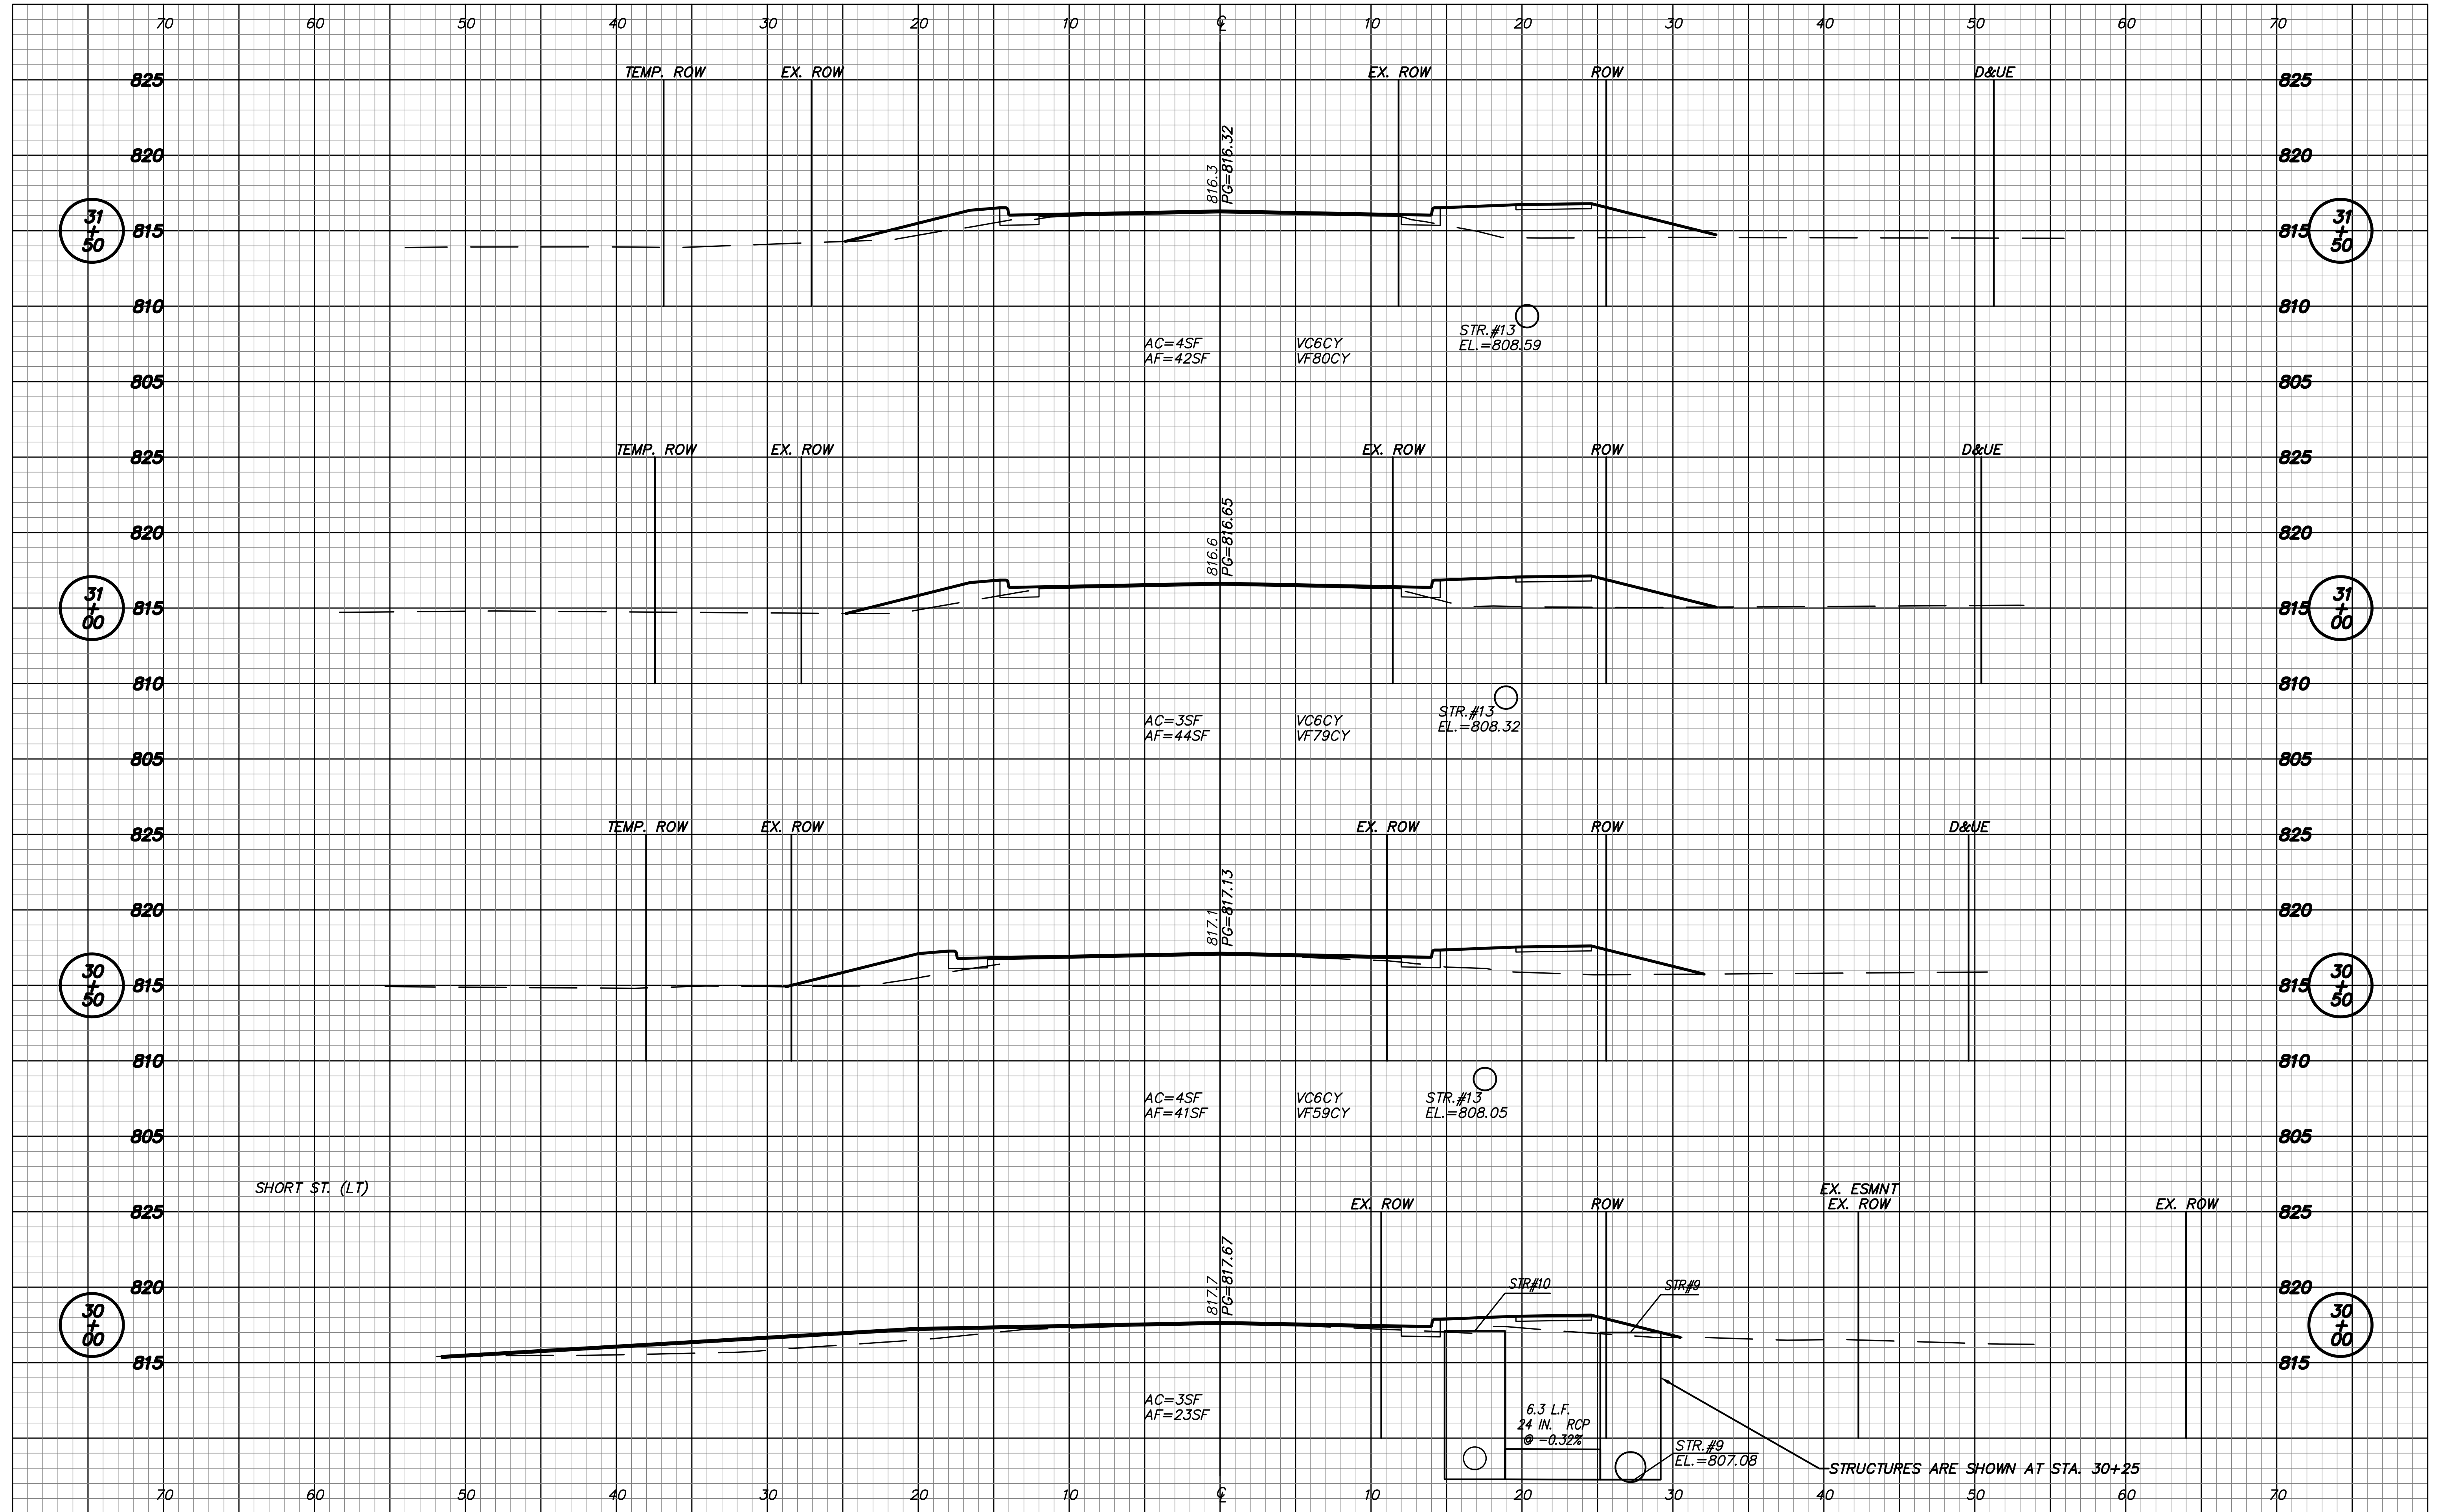 70 60 50 40 30 20 10 ℄ 10 20 30 40 50 60 70
TEMP. ROW EX. ROW EX. ROW ROW D&UE
825 825
820 820
816.3
PG=816.32
31
+
50
815 815
31
+
50
810 810
STR.#13
EL.=808.59
AC=4SF VC6CY
AF=42SF VF80CY
805 805
TEMP. ROW EX. ROW EX. ROW ROW D&UE
825 825
820 820
816.6
PG=816.65
31
+
00
815 815
31
+
00
810 810
STR.#13
EL.=808.32
AC=3SF VC6CY
AF=44SF VF79CY
805 805
TEMP. ROW EX. ROW EX. ROW ROW D&UE
825 825
820 820
817.1
PG=817.13
30
+
50
815 815
30
+
50
810 810
AC=4SF VC6CY STR.#13
AF=41SF VF59CY EL.=808.05
805 805
SHORT ST. (LT)
EX. ESMNT
EX. ROW ROW EX. ROW EX. ROW
825 825
820 820
817.7
PG=817.67
STR#10 STR#9
30
+
00
30
+
00
815 815
AC=3SF
AF=23SF
6.3 L.F.
24 IN. RCP
@ -0.32%
STR.#9
EL.=807.08
STRUCTURES ARE SHOWN AT STA. 30+25
70 60 50 40 30 20 10 ℄ 10 20 30 40 50 60 70